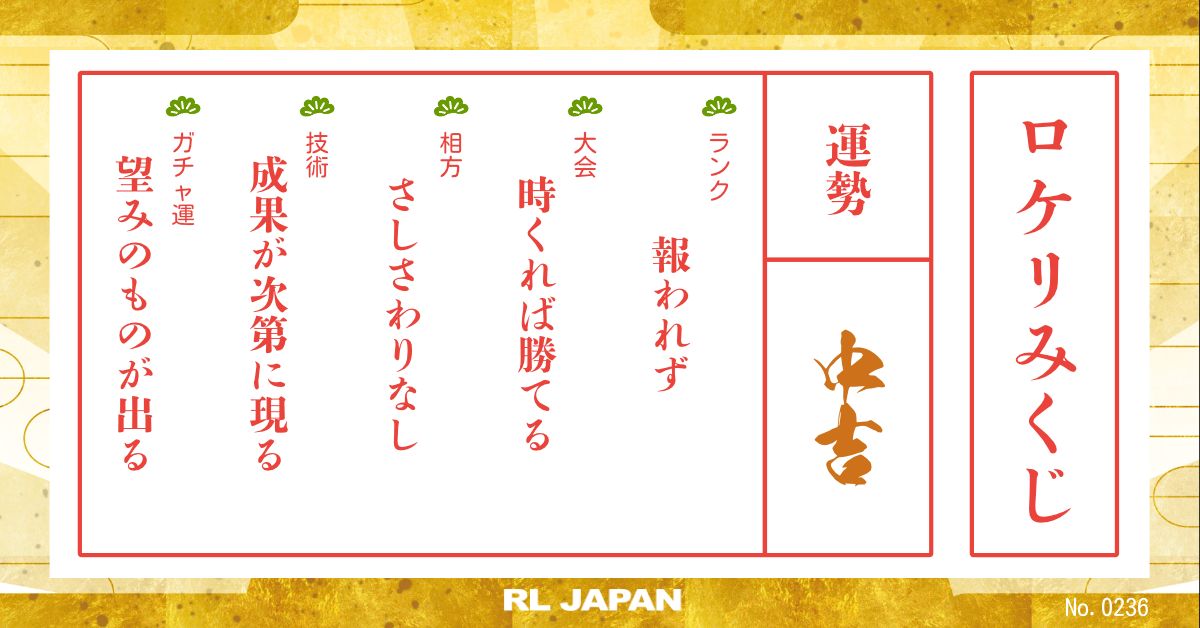 ロケリみくじ
運勢
中吉
ランク
報われず
大会
時くれば勝てる
相方
さしさわりなし
技術
成果が次第に現る
ガチャ運
望みのものが出る
RL JAPAN
No. 0236